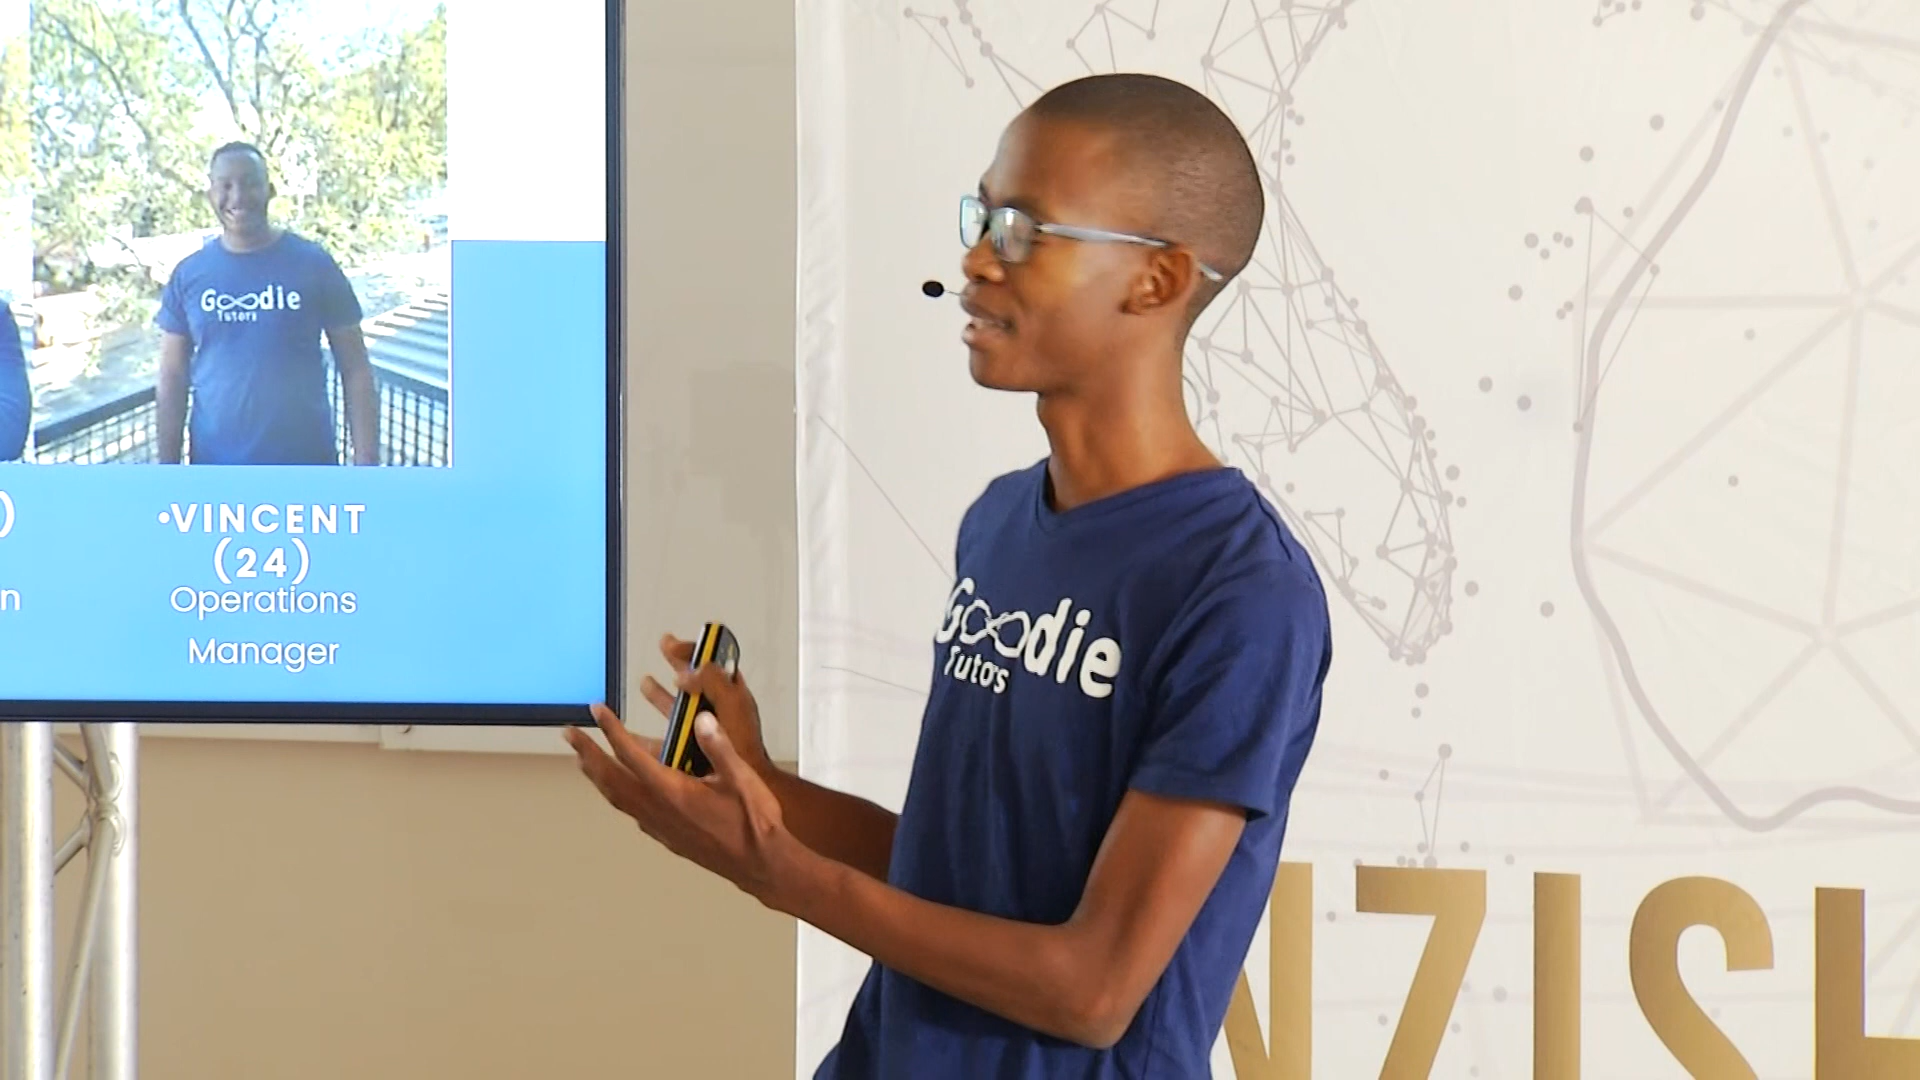 Goodie
Tutors
)
n
•VINCENT
(24)
Operations
Manager
Goodie
Tutors
NZISH